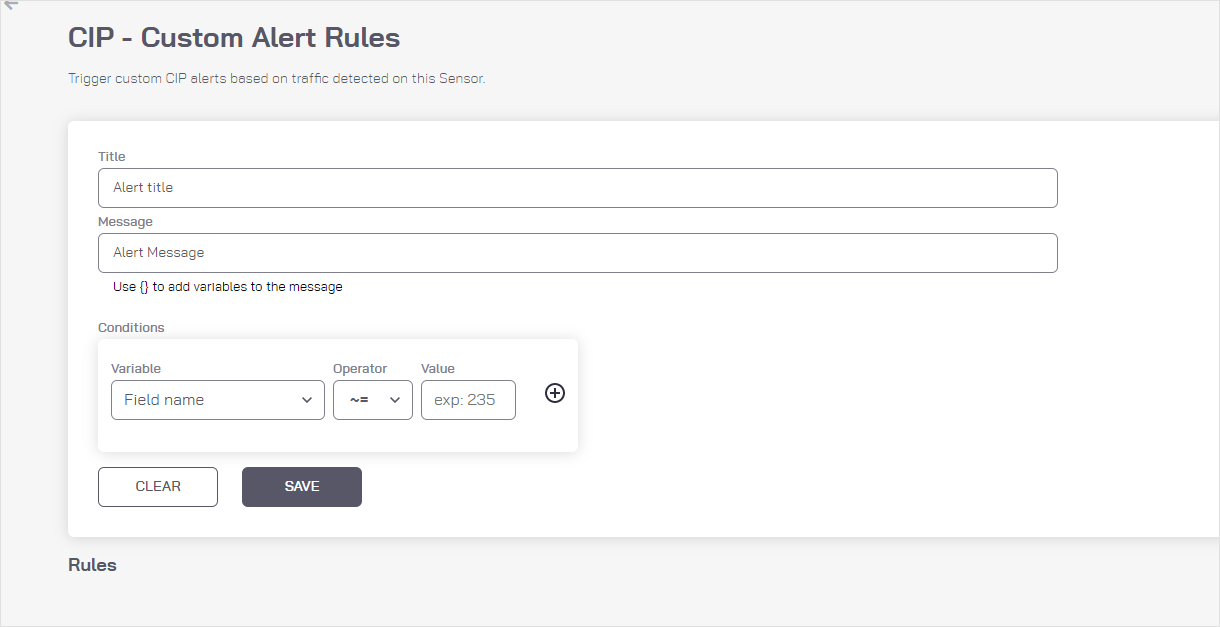 CIP - Custom Alert Rules
Trigger custom CIP alerts based on traffic detected on this Sensor.
Title
Alert title
Message
Alert Message
Use {} to add variables to the message
Conditions
Variable Operator Value
Field name ~= exp: 235
CLEAR SAVE
Rules